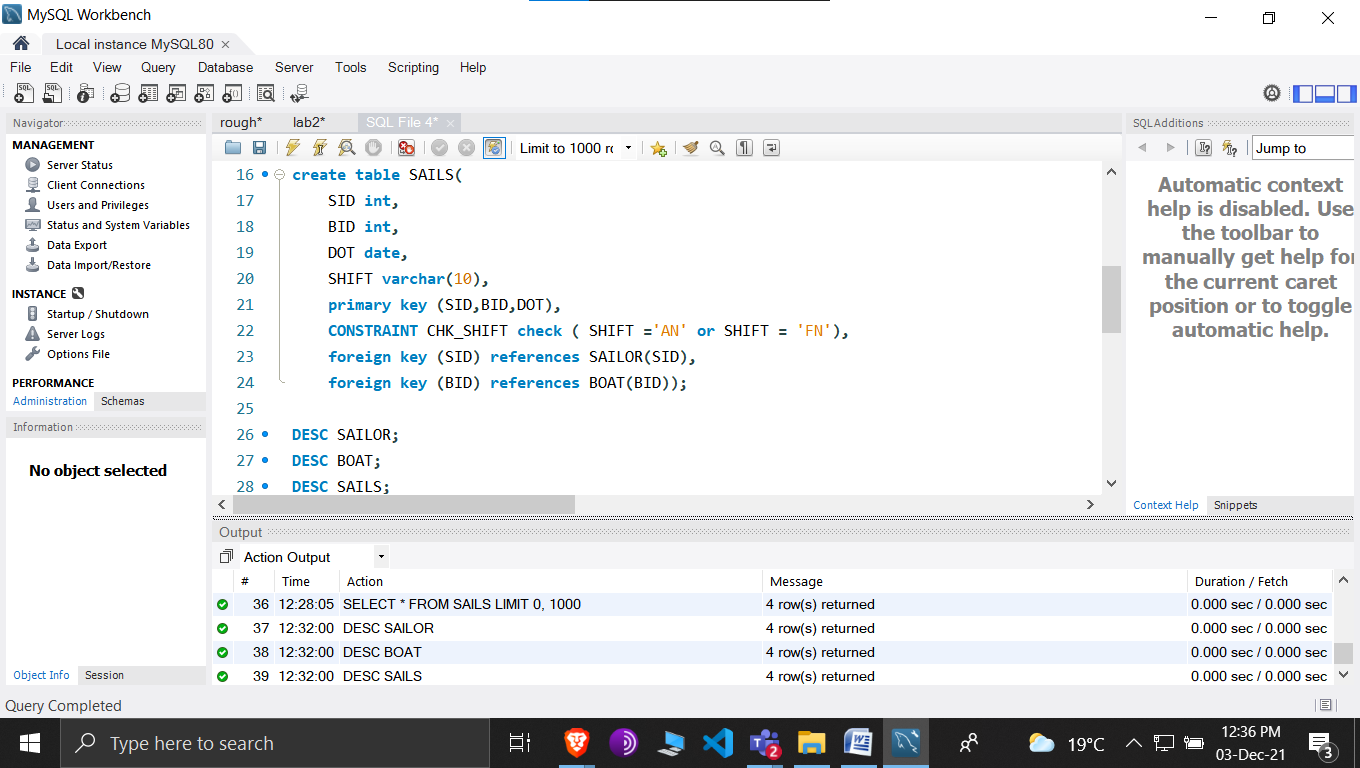 MySQL Workbench
Local instance MySQL80
File Edit View Query Database Server Tools Scripting Help
Navigator
MANAGEMENT
Server Status
Client Connections
Users and Privileges
Status and System Variables
Data Export
Data Import/Restore
INSTANCE
Startup / Shutdown
Server Logs
Options File
PERFORMANCE
Administration Schemas
Information
No object selected
Object Info Session
rough* lab2* SQL File 4*
Limit to 1000 rc
16 create table SAILS(
17 SID int,
18 BID int,
19 DOT date,
20 SHIFT varchar(10),
21 primary key (SID,BID,DOT),
22 CONSTRAINT CHK_SHIFT check ( SHIFT ='AN' or SHIFT = 'FN'),
23 foreign key (SID) references SAILOR(SID),
24 foreign key (BID) references BOAT(BID));
25
26 DESC SAILOR;
27 DESC BOAT;
28 DESC SAILS;
SQLAdditions
Jump to
Automatic context
help is disabled. Use
the toolbar to
manually get help for
the current caret
position or to toggle
automatic help.
Context Help Snippets
Output
Action Output
# Time Action Message Duration / Fetch
36 12:28:05 SELECT * FROM SAILS LIMIT 0, 1000 4 row(s) returned 0.000 sec / 0.000 sec
37 12:32:00 DESC SAILOR 4 row(s) returned 0.000 sec / 0.000 sec
38 12:32:00 DESC BOAT 4 row(s) returned 0.000 sec / 0.000 sec
39 12:32:00 DESC SAILS 4 row(s) returned 0.000 sec / 0.000 sec
Query Completed
Type here to search
2
19°C
12:36 PM
03-Dec-21
3